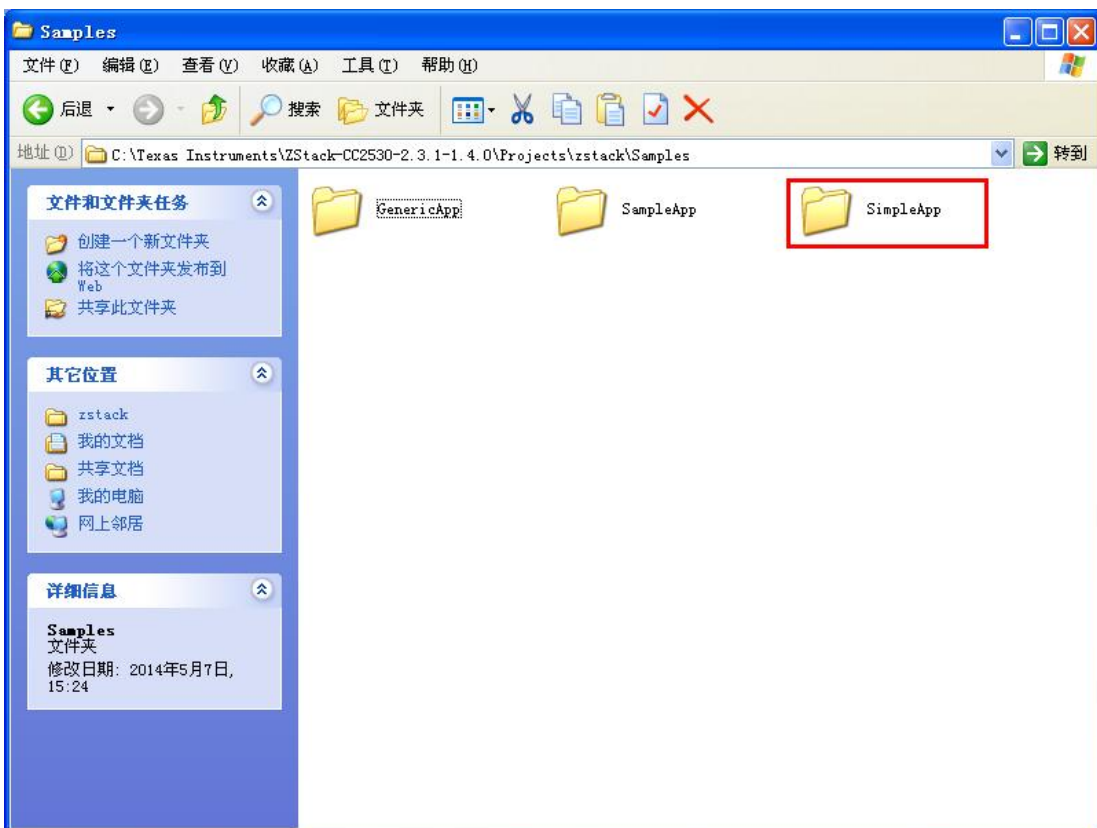 Samples
文件(F) 编辑(E) 查看(V) 收藏(A) 工具(T) 帮助(H)
后退 搜索 文件夹
地址(D) C:\Texas Instruments\ZStack-CC2530-2.3.1-1.4.0\Projects\zstack\Samples 转到
文件和文件夹任务
创建一个新文件夹
将这个文件夹发布到
Web
共享此文件夹
其它位置
zstack
我的文档
共享文档
我的电脑
网上邻居
详细信息
Samples
文件夹
修改日期: 2014年5月7日,
15:24
GenericApp SampleApp SimpleApp